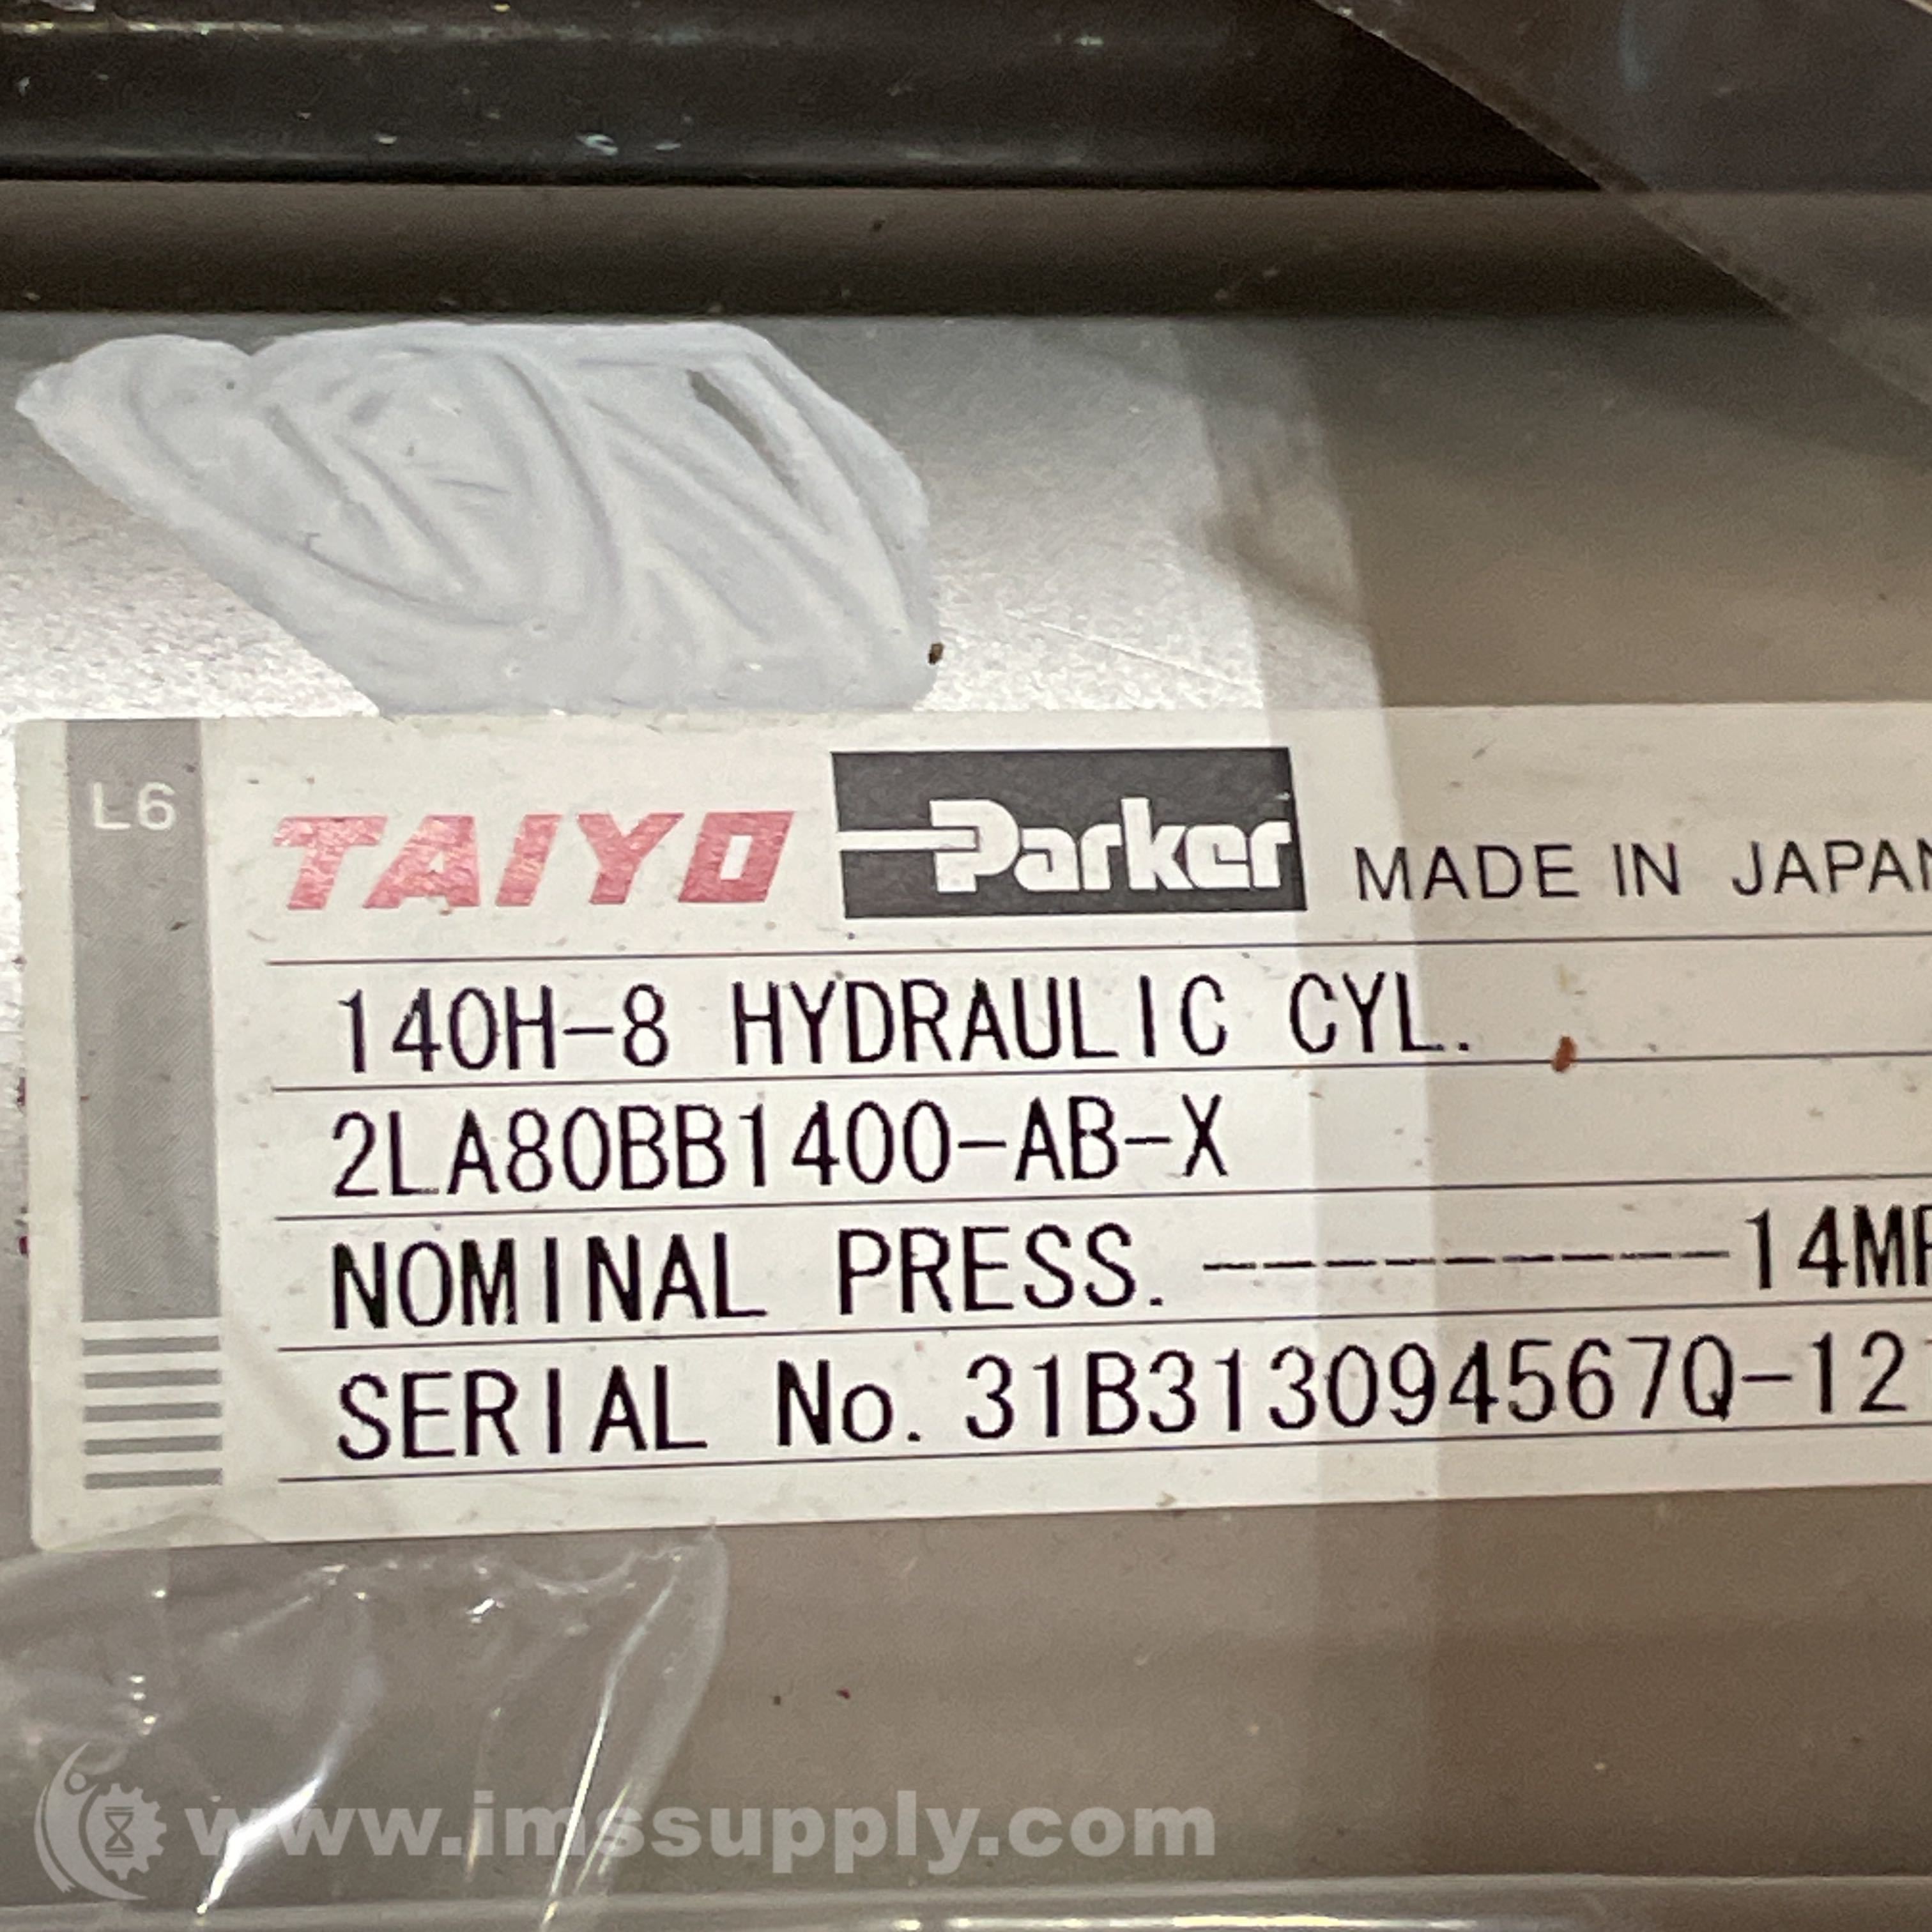 L6
TAIYO Parker MADE IN JAPAN
140H-8 HYDRAULIC CYL.
2LA80BB1400-AB-X
NOMINAL PRESS. ----------14MP
SERIAL No. 31B313094567Q-121
www.imssupply.com